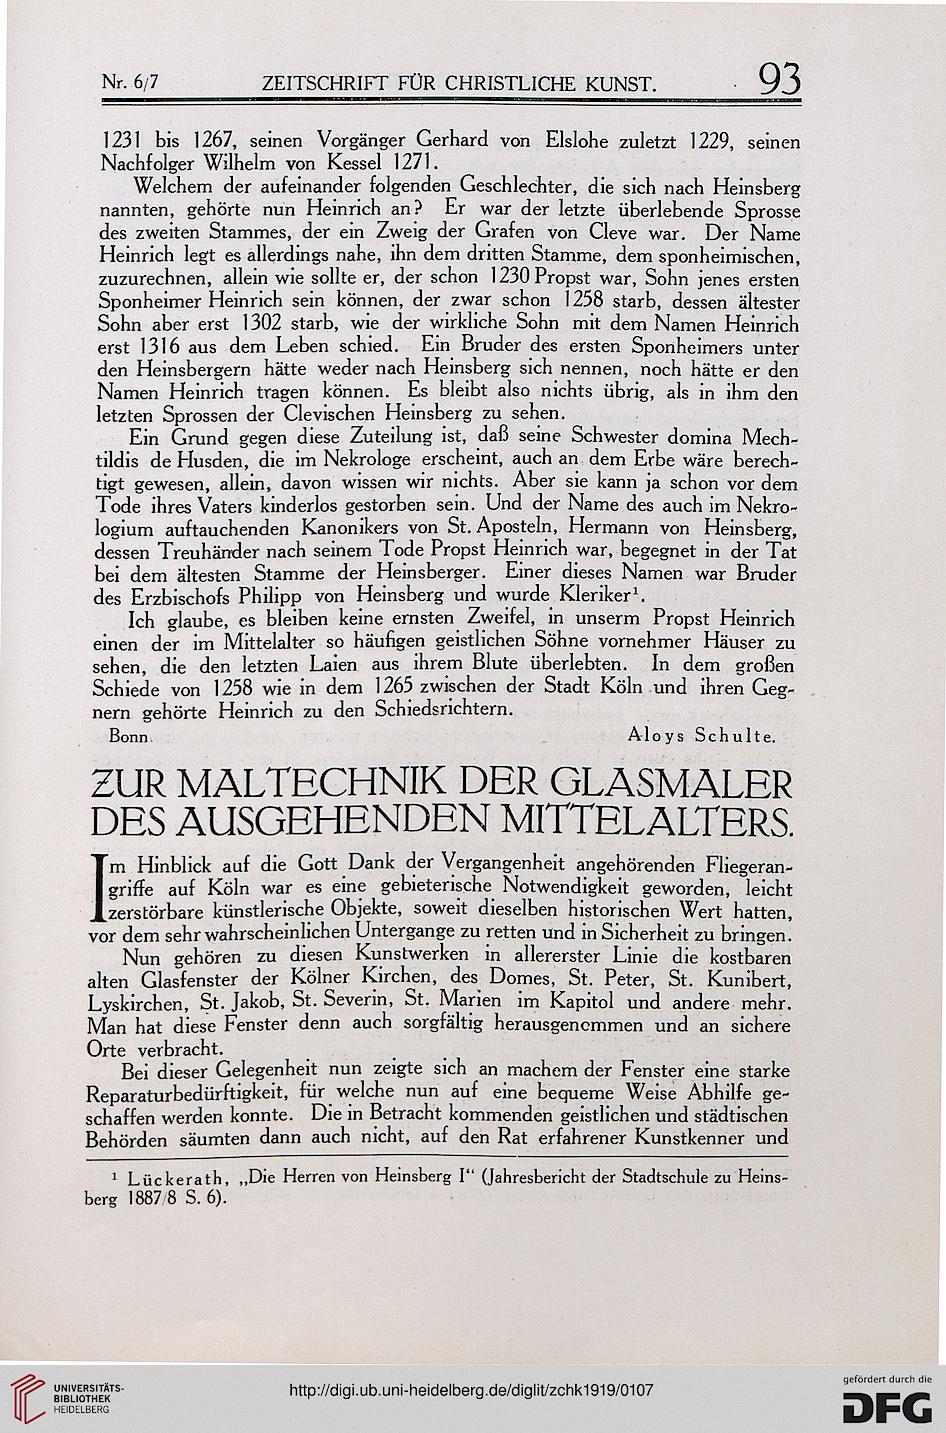 Nr. 6/7 ZEITSCHRIFT FÜR CHRISTLICHE KUNST. 93
1231 bis 1267, seinen Vorgänger Gerhard von Elslohe zuletzt 1229, seinen
Nachfolger Wilhelm von Kessel 1271.
Welchem der aufeinander folgenden Geschlechter, die sich nach Heinsberg
nannten, gehörte nun Heinrich an? Er war der letzte überlebende Sprosse
des zweiten Stammes, der ein Zweig der Grafen von Cleve war. Der Name
Heinrich legt es allerdings nahe, ihn dem dritten Stamme, dem sponheimischen,
zuzurechnen, allein wie sollte er, der schon 1230 Propst war, Sohn jenes ersten
Sponheimer Heinrich sein können, der zwar schon 1258 starb, dessen ältester
Sohn aber erst 1302 starb, wie der wirkliche Sohn mit dem Namen Heinrich
erst 1316 aus dem Leben schied. Ein Bruder des ersten Sponheimers unter
den Heinsbergern hätte weder nach Heinsberg sich nennen, noch hätte er den
Namen Heinrich tragen können. Es bleibt also nichts übrig, als in ihm den
letzten Sprossen der Clevischen Heinsberg zu sehen.
Ein Grund gegen diese Zuteilung ist, daß seine Schwester domina Mech-
tildis de Husden, die im Nekrologe erscheint, auch an dem Erbe wäre berech-
tigt gewesen, allein, davon wissen wir nichts. Aber sie kann ja schon vor dem
Tode ihres Vaters kinderlos gestorben sein. Und der Name des auch im Nekro-
logium auftauchenden Kanonikers von St. Aposteln, Hermann von Heinsberg,
dessen Treuhänder nach seinem Tode Propst Heinrich war, begegnet in der Tat
bei dem ältesten Stamme der Heinsberger. Einer dieses Namen war Bruder
des Erzbischofs Philipp von Heinsberg und wurde Kleriker¹.
Ich glaube, es bleiben keine ernsten Zweifel, in unserm Propst Heinrich
einen der im Mittelalter so häufigen geistlichen Söhne vornehmer Häuser zu
sehen, die den letzten Laien aus ihrem Blute überlebten. In dem großen
Schiede von 1258 wie in dem 1265 zwischen der Stadt Köln und ihren Geg-
nern gehörte Heinrich zu den Schiedsrichtern.
Bonn. Aloys Schulte.
ZUR MALTECHNIK DER GLASMALER
DES AUSGEHENDEN MITTELALTERS.
Im Hinblick auf die Gott Dank der Vergangenheit angehörenden Fliegeran-
griffe auf Köln war es eine gebieterische Notwendigkeit geworden, leicht
zerstörbare künstlerische Objekte, soweit dieselben historischen Wert hatten,
vor dem sehr wahrscheinlichen Untergange zu retten und in Sicherheit zu bringen.
Nun gehören zu diesen Kunstwerken in allererster Linie die kostbaren
alten Glasfenster der Kölner Kirchen, des Domes, St. Peter, St. Kunibert,
Lyskirchen, St. Jakob, St. Severin, St. Marien im Kapitol und andere mehr.
Man hat diese Fenster denn auch sorgfältig herausgenommen und an sichere
Orte verbracht.
Bei dieser Gelegenheit nun zeigte sich an machem der Fenster eine starke
Reparaturbedürftigkeit, für welche nun auf eine bequeme Weise Abhilfe ge-
schaffen werden konnte. Die in Betracht kommenden geistlichen und städtischen
Behörden säumten dann auch nicht, auf den Rat erfahrener Kunstkenner und
¹ Lückerath, „Die Herren von Heinsberg I“ (Jahresbericht der Stadtschule zu Heins-
berg 1887/8 S. 6).
UNIVERSITÄTS-
BIBLIOTHEK
HEIDELBERG
http://digi.ub.uni-heidelberg.de/diglit/zchk1919/0107
gefördert durch die
DFG